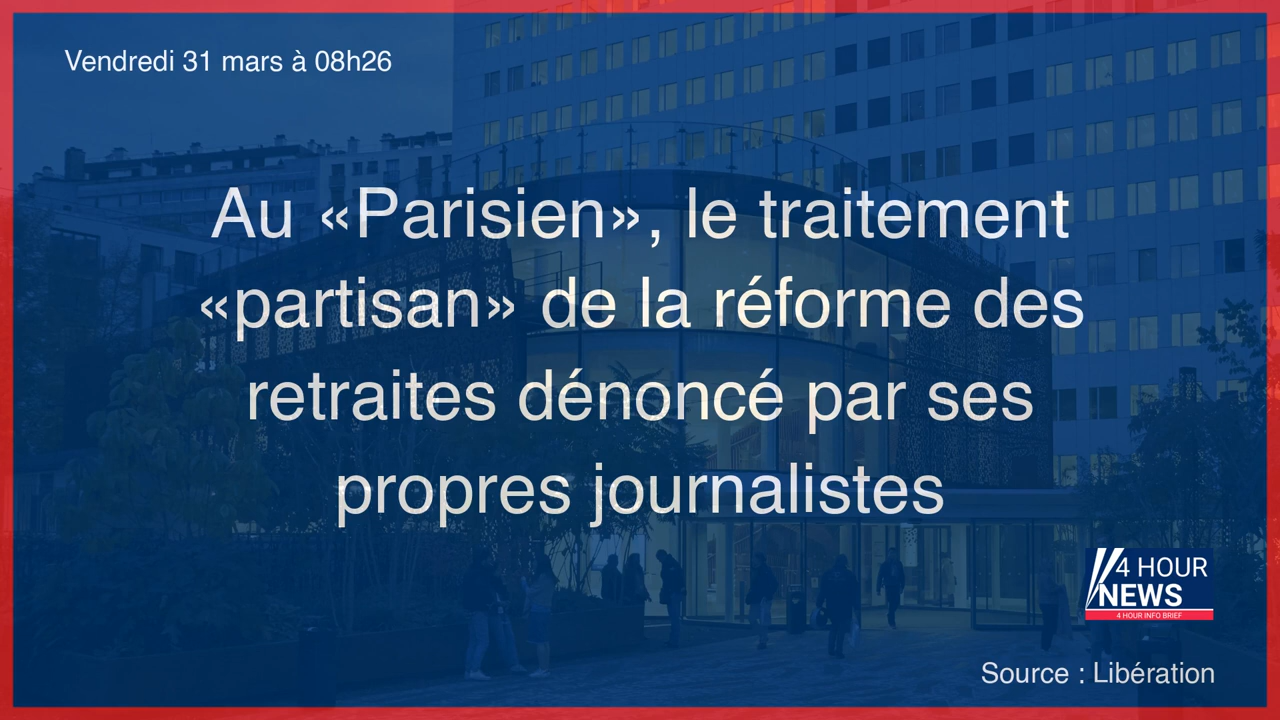 Vendredi 31 mars à 08h26
Au «Parisien», le traitement
«partisan» de la réforme des
retraites dénoncé par ses
propres journalistes
4 HOUR
NEWS
4 HOUR INFO BRIEF
Source : Libération